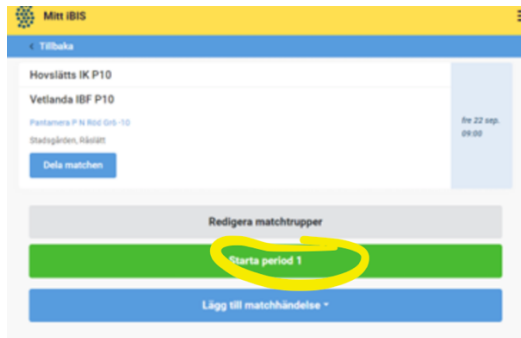 Mitt iBIS
< Tillbaka
Hovslätts IK P10
Vetlanda IBF P10
Pantamera P N Röd Grö -10
Stadsgården, Råslätt
fre 22 sep.
09:00
Dela matchen
Redigera matchtrupper
Starta period 1
Lägg till matchhändelse